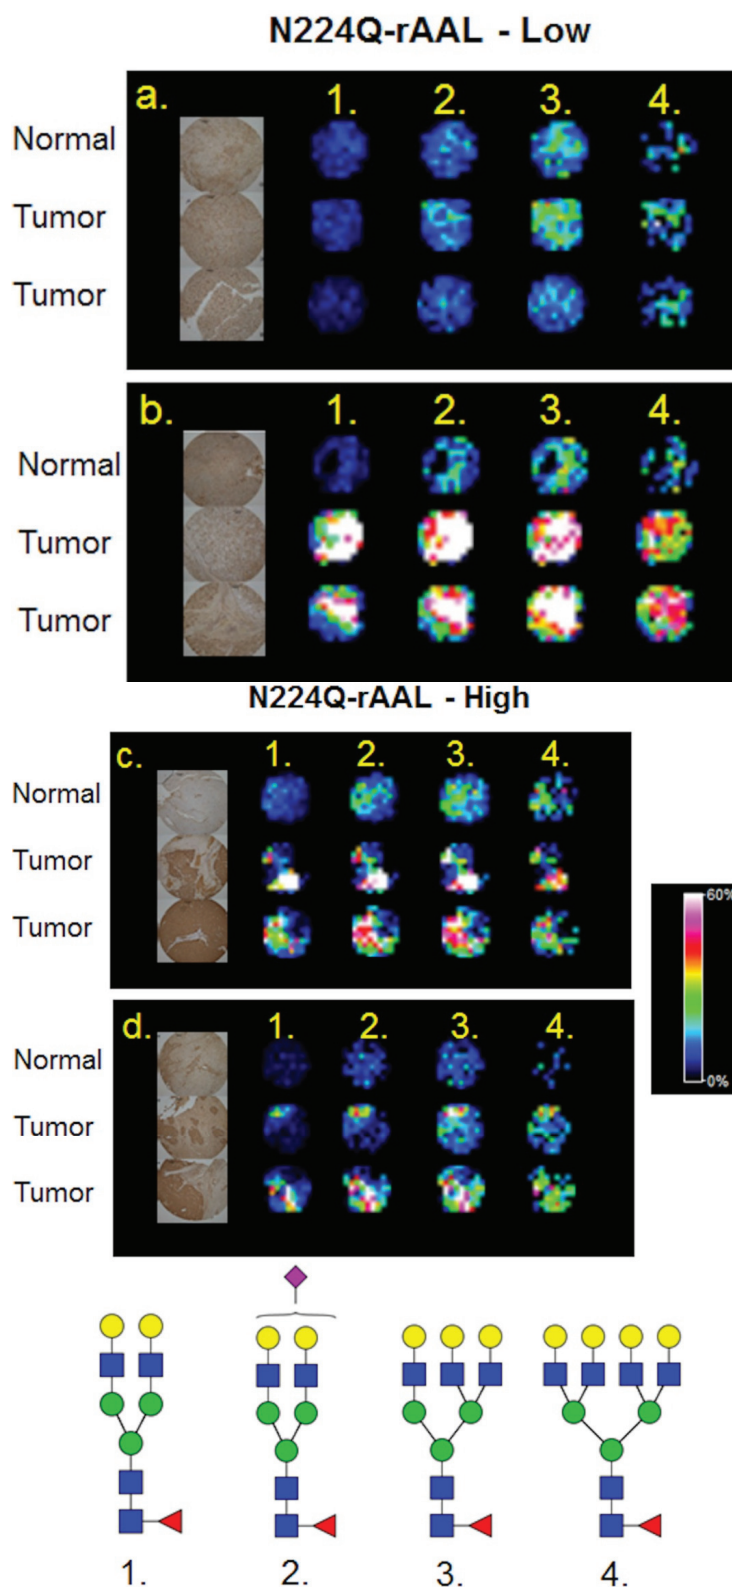 N224Q-rAAL - Low
a. 1. 2. 3. 4.
Normal
Tumor
Tumor
b. 1. 2. 3. 4.
Normal
Tumor
Tumor
N224Q-rAAL - High
c. 1. 2. 3. 4.
Normal
Tumor
Tumor
60%
0%
d. 1. 2. 3. 4.
Normal
Tumor
Tumor
1. 2. 3. 4.